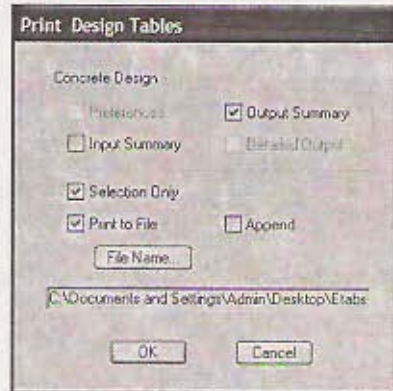 Print Design Tables
Concrete Design
Preferences
Output Summary
Input Summary
Detailed Output
Selection Only
Print to File
Append
File Name...
C:\Documents and Settings\Admin\Desktop\Etabs
OK
Cancel